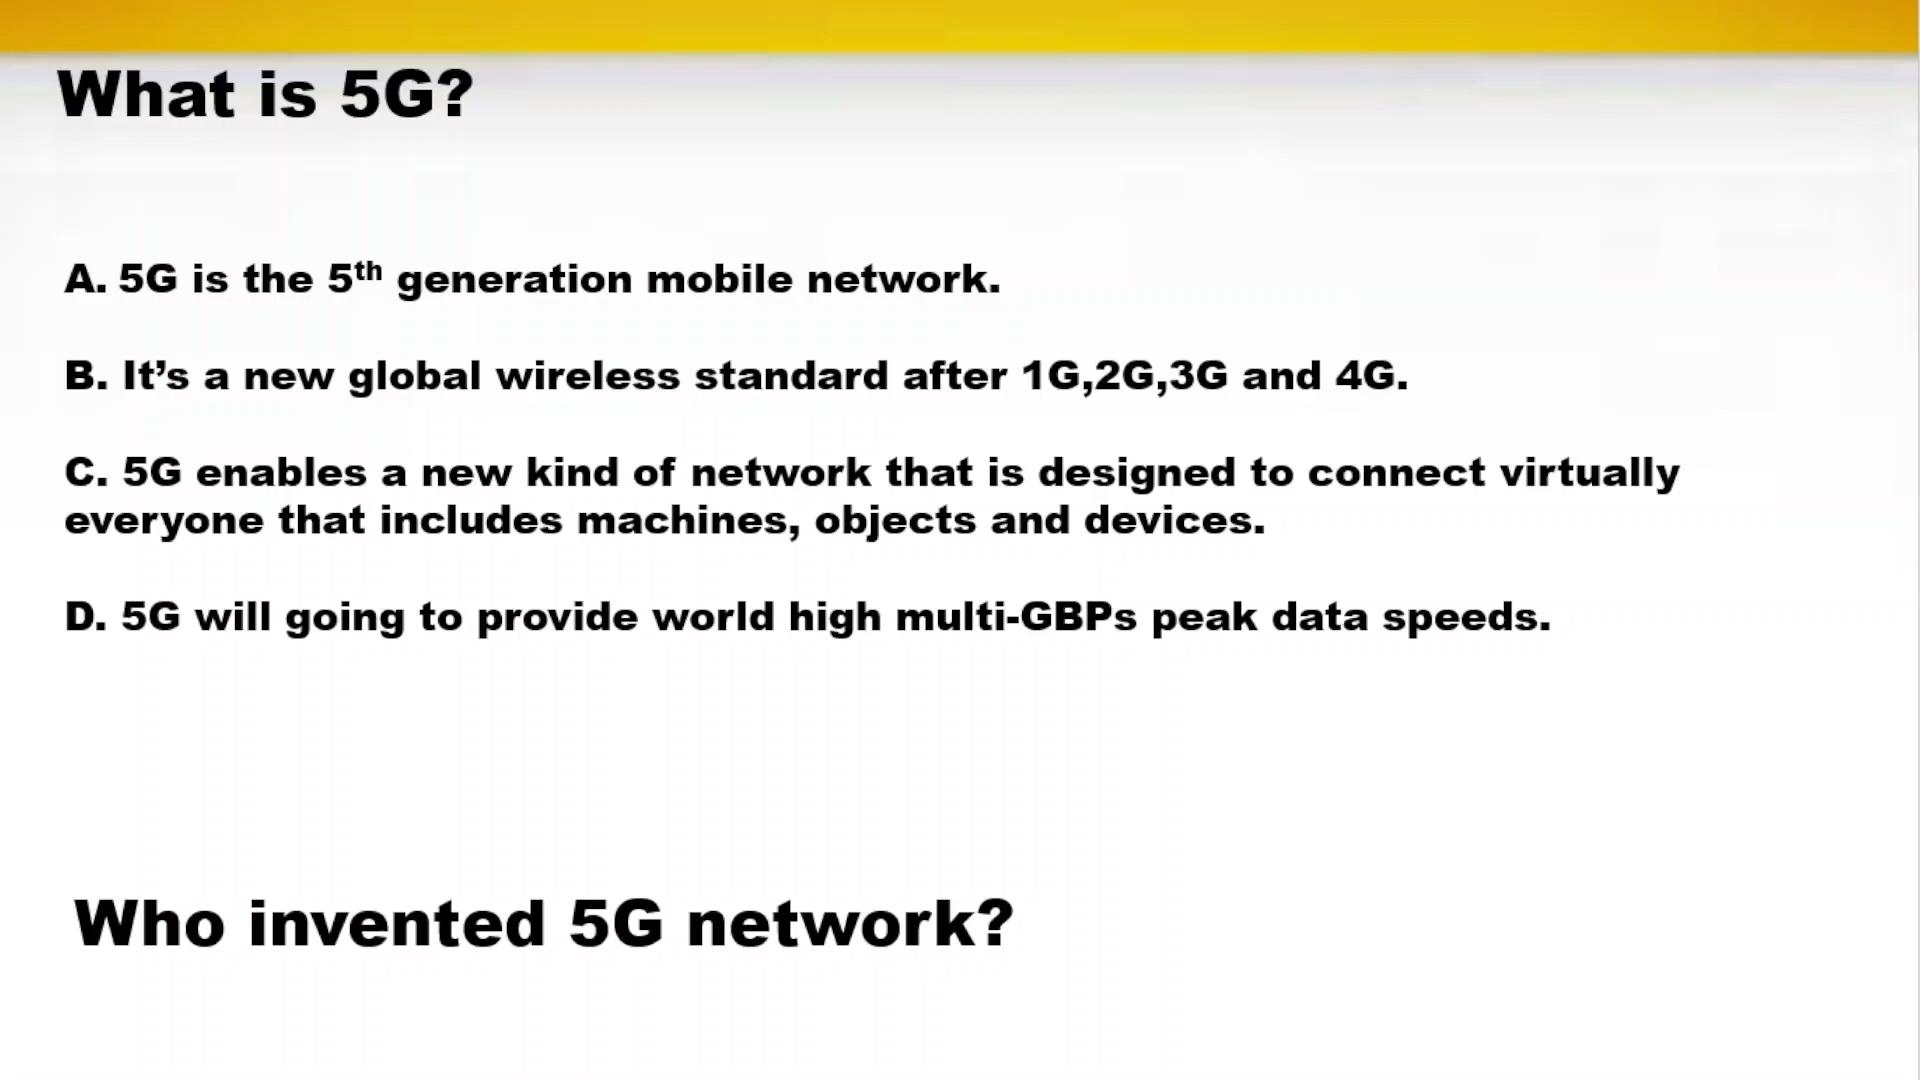 What is 5G?
A. 5G is the 5th generation mobile network.
B. It’s a new global wireless standard after 1G,2G,3G and 4G.
C. 5G enables a new kind of network that is designed to connect virtually
everyone that includes machines, objects and devices.
D. 5G will going to provide world high multi-GBPs peak data speeds.
Who invented 5G network?